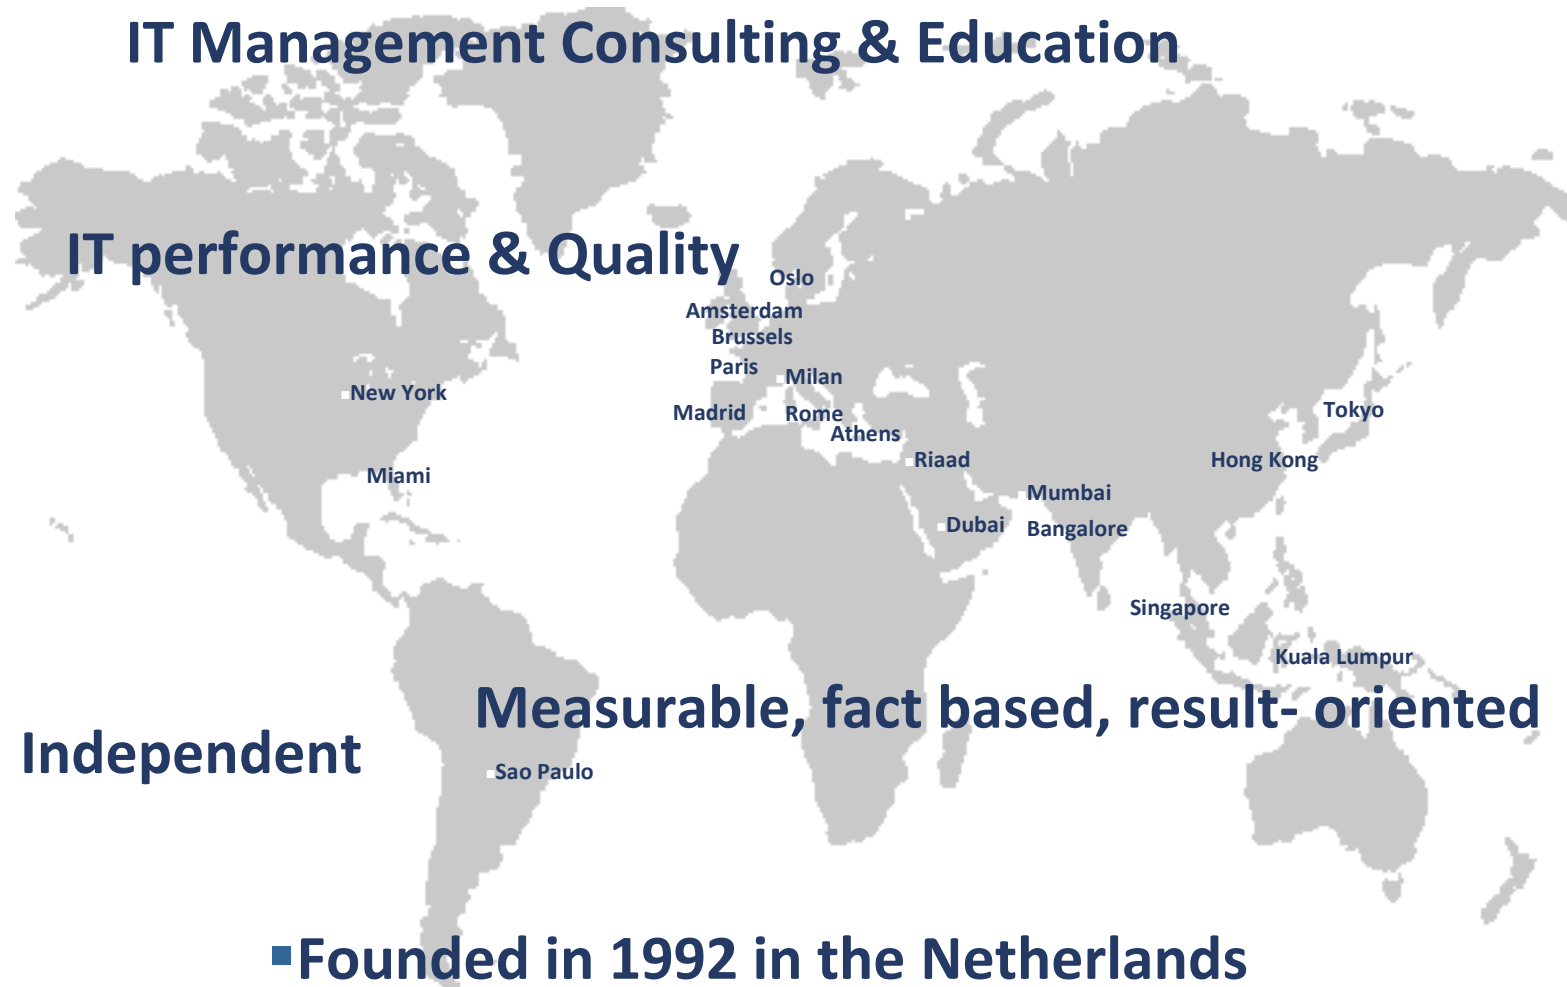 IT Management Consulting & Education
IT performance & Quality
Oslo
Amsterdam
Brussels
Paris
Milan
New York
Madrid
Rome
Tokyo
Athens
Riaad
Hong Kong
Miami
Mumbai
Dubai
Bangalore
Singapore
Kuala Lumpur
Measurable, fact based, result- oriented
Independent
Sao Paulo
Founded in 1992 in the Netherlands